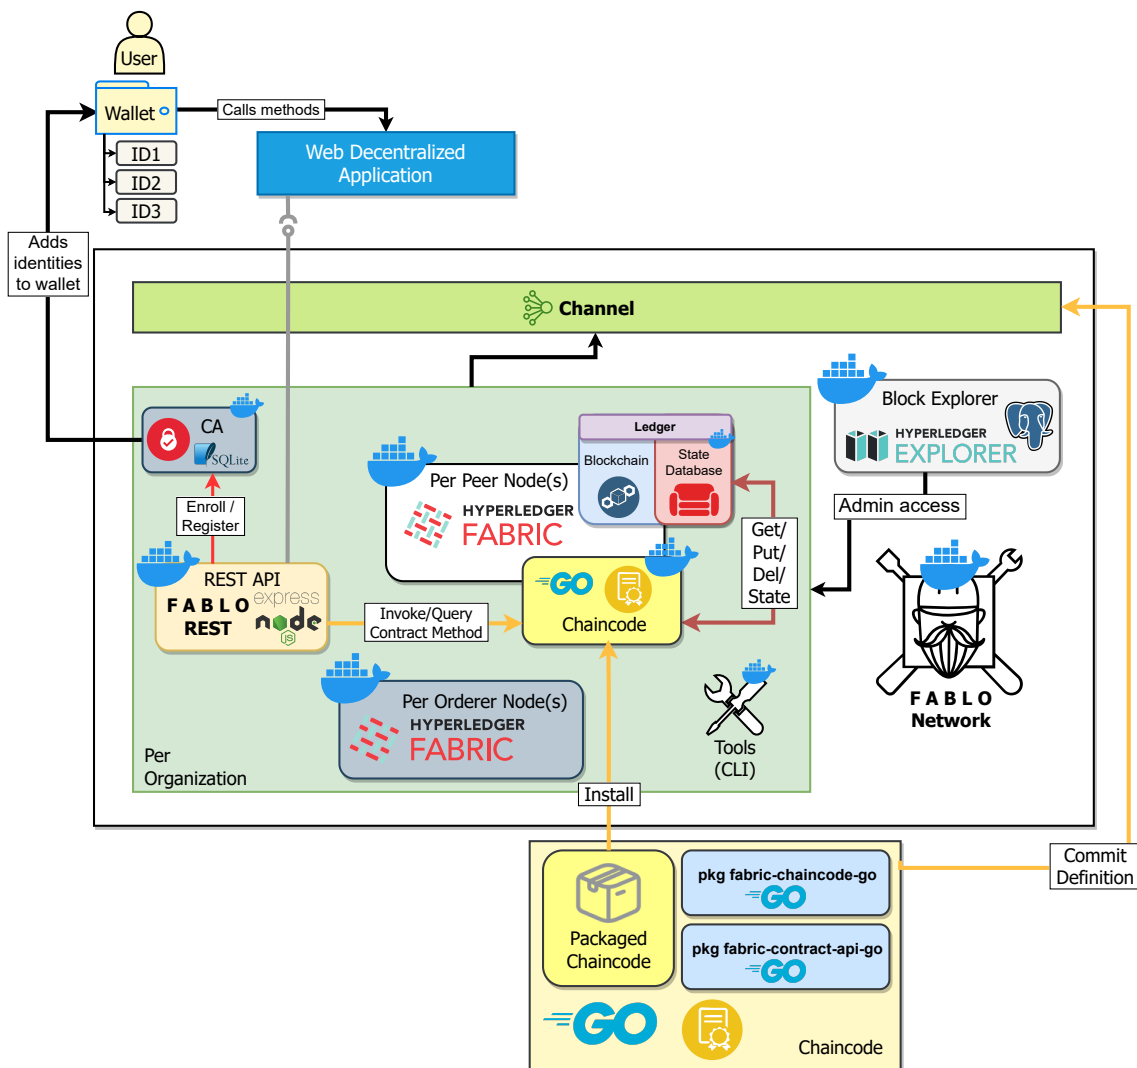 User
Wallet
Calls methods
ID1
ID2
ID3
Web Decentralized
Application
Adds
identities
to wallet
Channel
CA
SQLite
Enroll /
Register
Per Peer Node(s)
HYPERLEDGER
FABRIC
Ledger
Blockchain
State
Database
Block Explorer
HYPERLEDGER
EXPLORER
Admin access
Get/
Put/
Del/
State
REST API
FABLO
REST
express
node
JS
Invoke/Query
Contract Method
GO
Chaincode
Per Orderer Node(s)
HYPERLEDGER
FABRIC
Tools
(CLI)
FABLO
Network
Per
Organization
Install
Commit
Definition
Packaged
Chaincode
pkg fabric-chaincode-go
GO
pkg fabric-contract-api-go
GO
GO
Chaincode